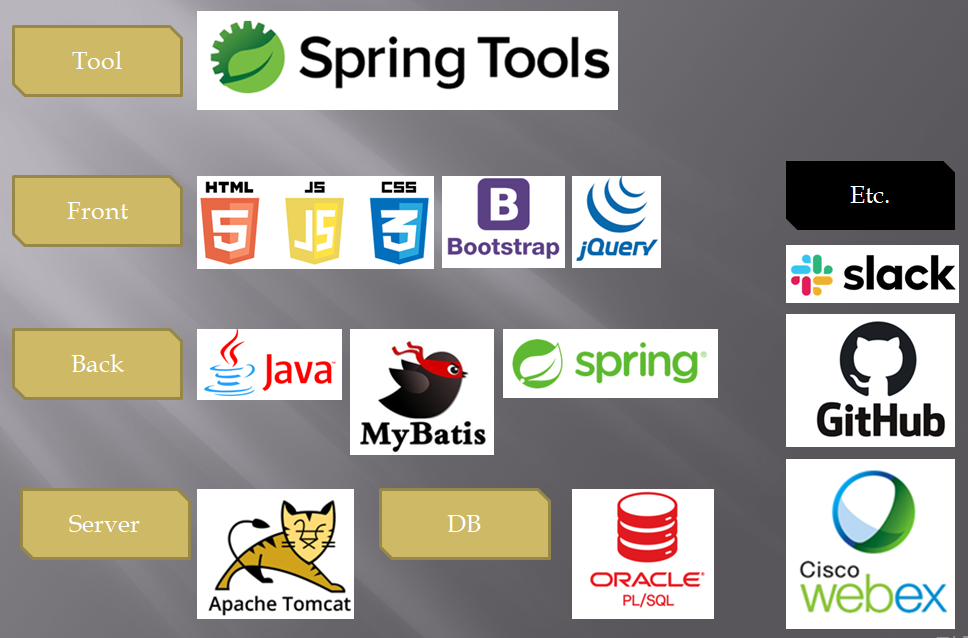 Tool
Spring Tools
Front
HTML
5
JS
JS
CSS
3
B
Bootstrap
jQuery
Etc.
slack
Back
Java™
MyBatis
spring®
GitHub
Server
Apache Tomcat
DB
ORACLE®
PL/SQL
Cisco
webex